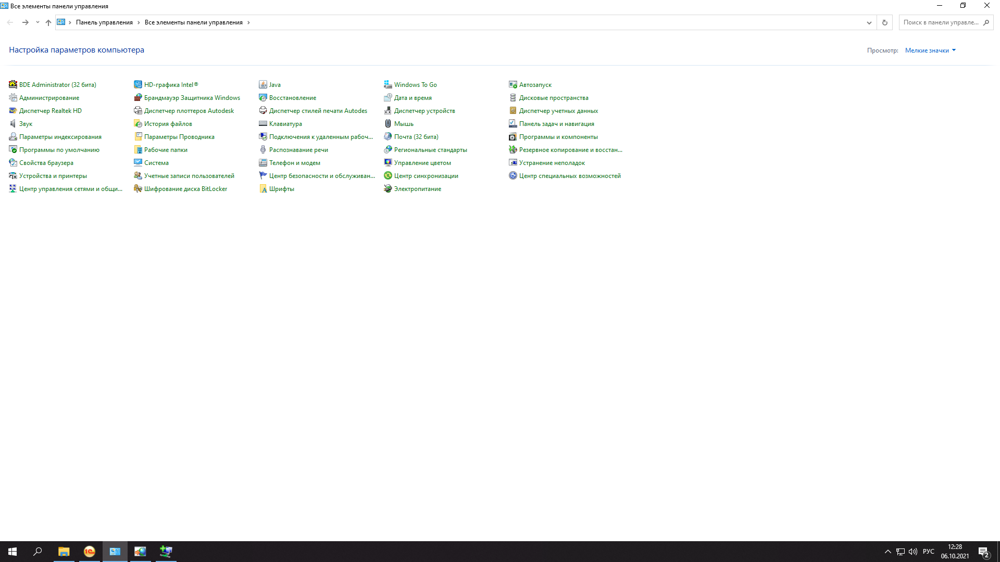 Все элементы панели управления
Панель управления > Все элементы панели управления >
Поиск в панели управле...
Настройка параметров компьютера
Просмотр: Мелкие значки
BDE Administrator (32 бита)
HD-графика Intel®
Java
Windows To Go
Автозапуск
Администрирование
Брандмауэр Защитника Windows
Восстановление
Дата и время
Дисковые пространства
Диспетчер Realtek HD
Диспетчер плоттеров Autodesk
Диспетчер стилей печати Autodes
Диспетчер устройств
Диспетчер учетных данных
Звук
История файлов
Клавиатура
Мышь
Панель задач и навигация
Параметры индексирования
Параметры Проводника
Подключения к удаленным рабоч...
Почта (32 бита)
Программы и компоненты
Программы по умолчанию
Рабочие папки
Распознавание речи
Региональные стандарты
Резервное копирование и восстан...
Свойства браузера
Система
Телефон и модем
Управление цветом
Устранение неполадок
Устройства и принтеры
Учетные записи пользователей
Центр безопасности и обслуживан...
Центр синхронизации
Центр специальных возможностей
Центр управления сетями и общи...
Шифрование диска BitLocker
Шрифты
Электропитание
1С
РУС
12:28
06.10.2021
2